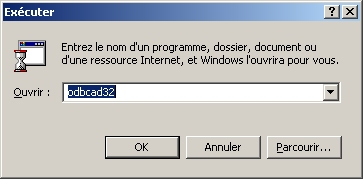 Exécuter
Entrez le nom d'un programme, dossier, document ou
d'une ressource Internet, et Windows l'ouvrira pour vous.
Ouvrir :
odbcad32
OK
Annuler
Parcourir...